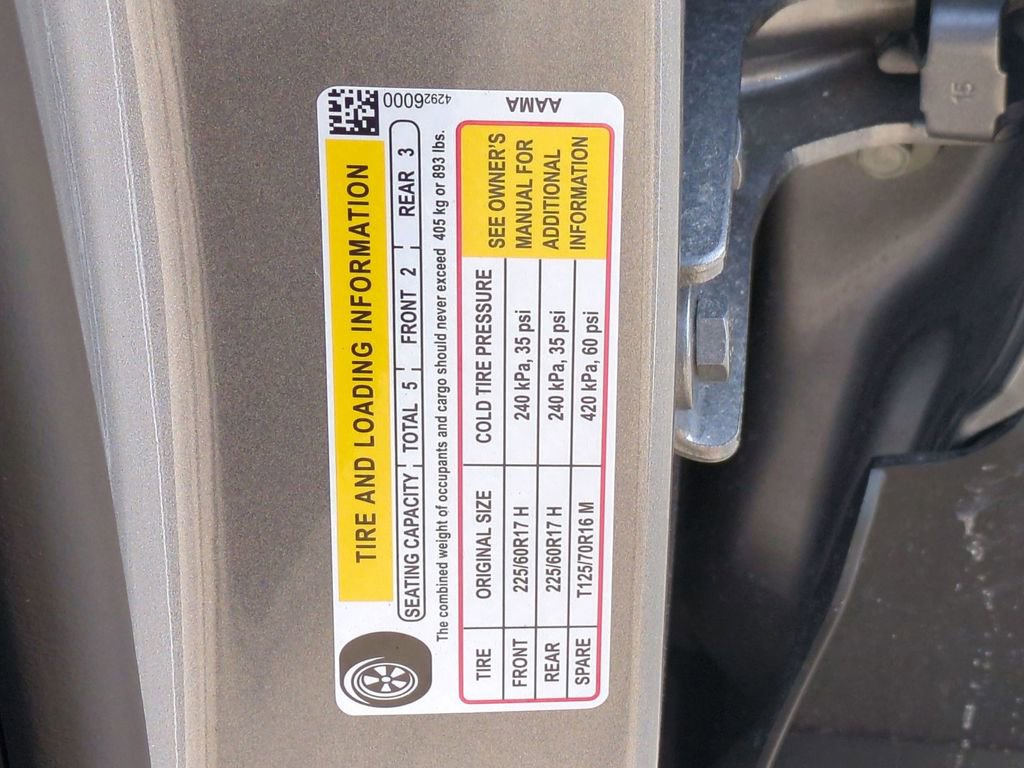 42926000
TIRE AND LOADING INFORMATION
SEATING CAPACITY TOTAL 5 FRONT 2 REAR 3
The combined weight of occupants and cargo should never exceed 405 kg or 893 lbs.
TIRE ORIGINAL SIZE COLD TIRE PRESSURE SEE OWNER'S
FRONT 225/60R17 H 240 kPa, 35 psi MANUAL FOR
REAR 225/60R17 H 240 kPa, 35 psi ADDITIONAL
SPARE T125/70R16 M 420 kPa, 60 psi INFORMATION
AAMA
15